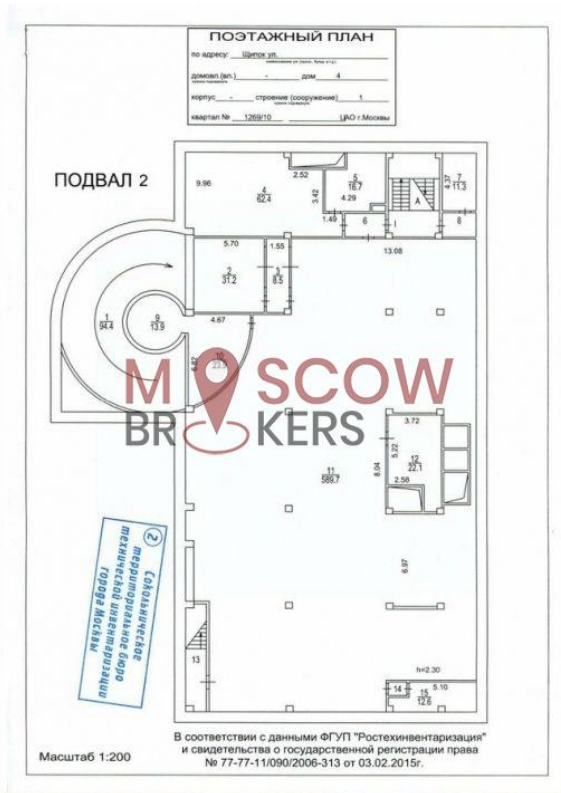 ПОЭТАЖНЫЙ ПЛАН
по адресу: Щипок ул.
домовл.(вл.) - дом 4
корпус - строение (сооружение) 1
квартал № 1269/10 ЦАО г.Москвы
ПОДВАЛ 2
2.52
5
16.7
7
11.3
4.37
9.96
4
62.4
3.42
4.29
А
1.49
6
I
8
5.70
1.55
13.08
2
31.2
3
8.5
1
94.4
9
13.9
4.67
6.82
10
MOSCOW
BROKERS
3.72
5.22
12
22.1
2.58
8.04
11
589.7
6.97
2
Сокольническое
территориальное бюро
технической инвентаризации
города Москвы
13
h=2.30
14
5.10
15
12.6
В соответствии с данными ФГУП "Ростехинвентаризация"
и свидетельства о государственной регистрации права
№ 77-77-11/090/2006-313 от 03.02.2015г.
Масштаб 1:200